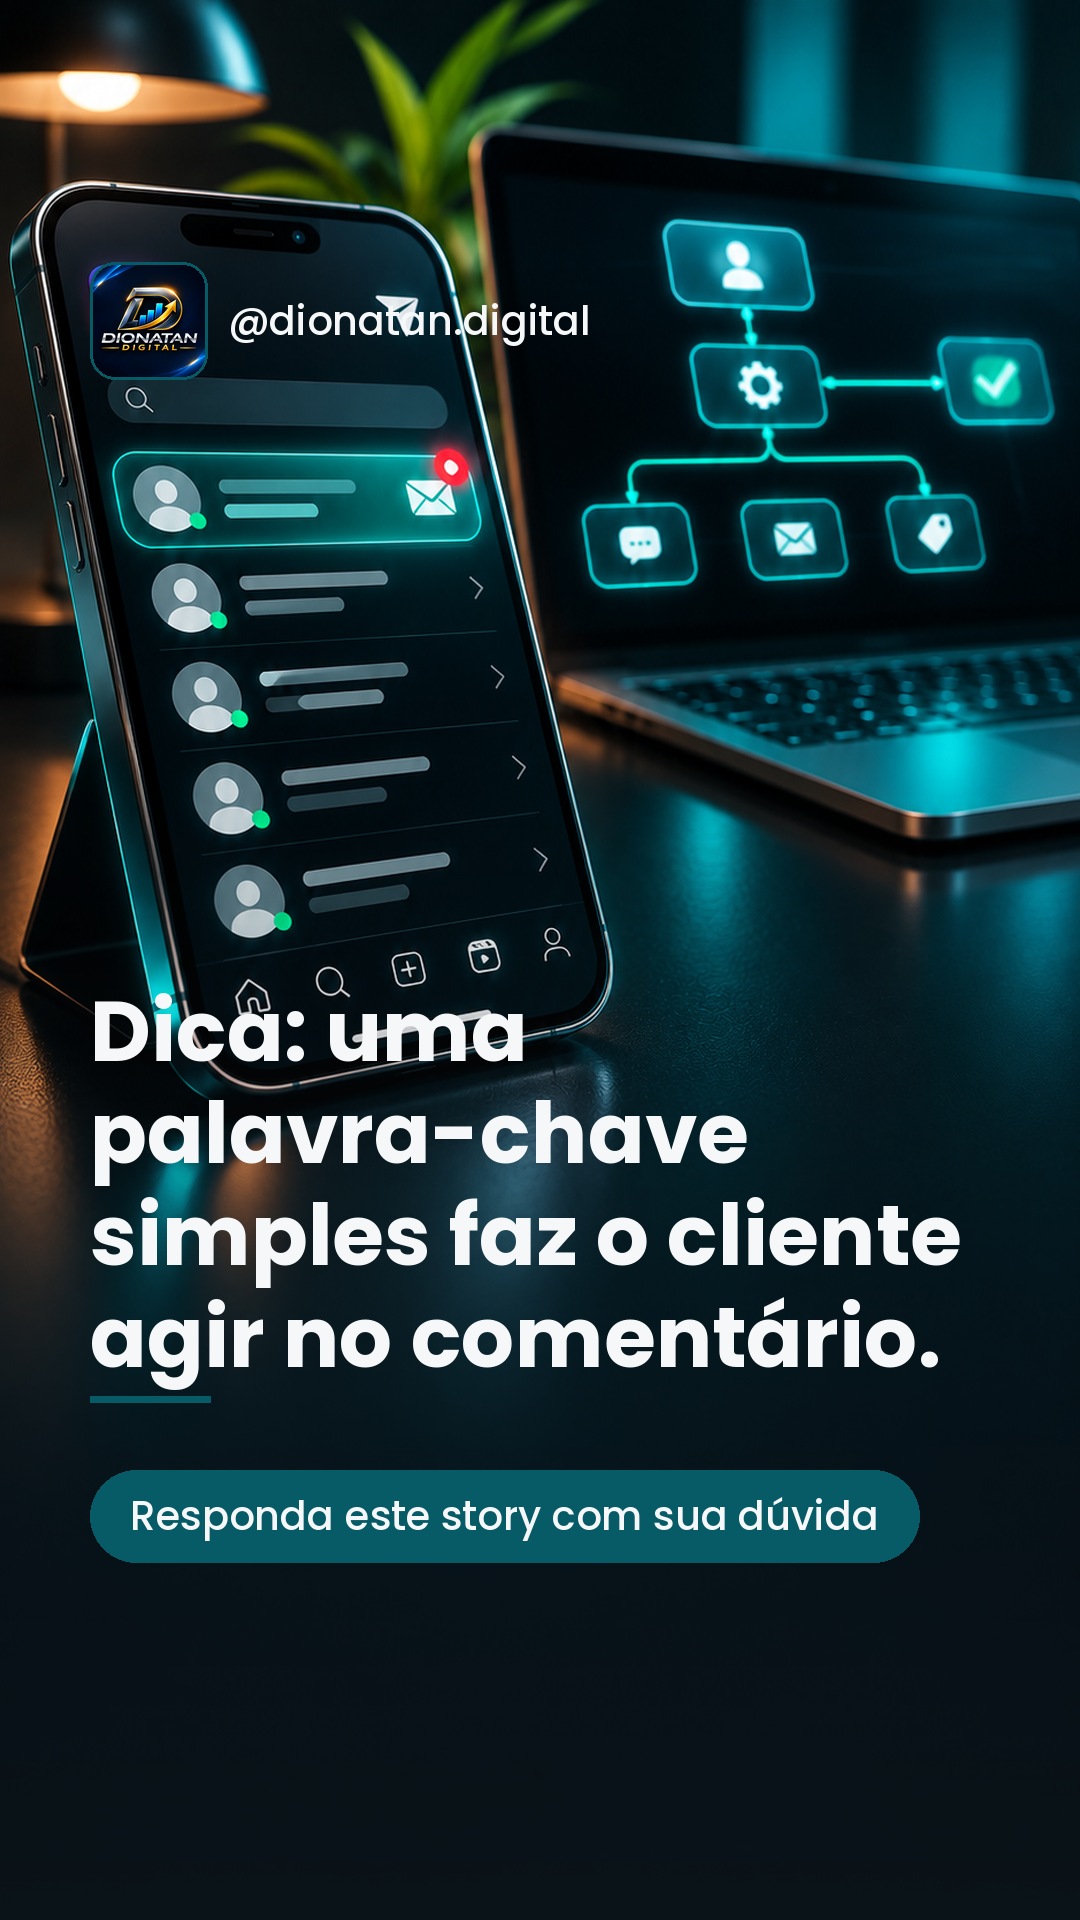 DIONATAN
DIGITAL
@dionatan.digital
Dica: uma
palavra-chave
simples faz o cliente
agir no comentário.
Responda este story com sua dúvida